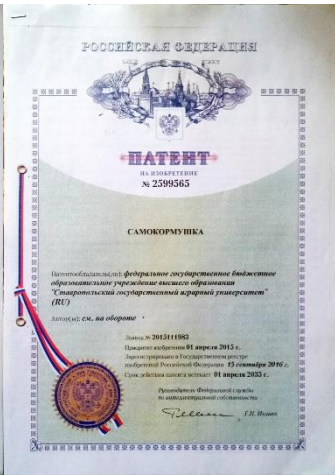 РОССИЙСКАЯ ФЕДЕРАЦИЯ
ПАТЕНТ
НА ИЗОБРЕТЕНИЕ
№ 2599565
САМОКОРМУШКА
Патентообладатель(ли): федеральное государственное бюджетное
образовательное учреждение высшего образования
"Ставропольский государственный аграрный университет"
(RU)
Автор(ы): см. на обороте
Заявка № 2015111983
Приоритет изобретения 01 апреля 2015 г.
Зарегистрировано в Государственном реестре
изобретений Российской Федерации 15 сентября 2016 г.
Срок действия патента истекает 01 апреля 2035 г.
Руководитель Федеральной службы
по интеллектуальной собственности
Г.П. Ивлиев